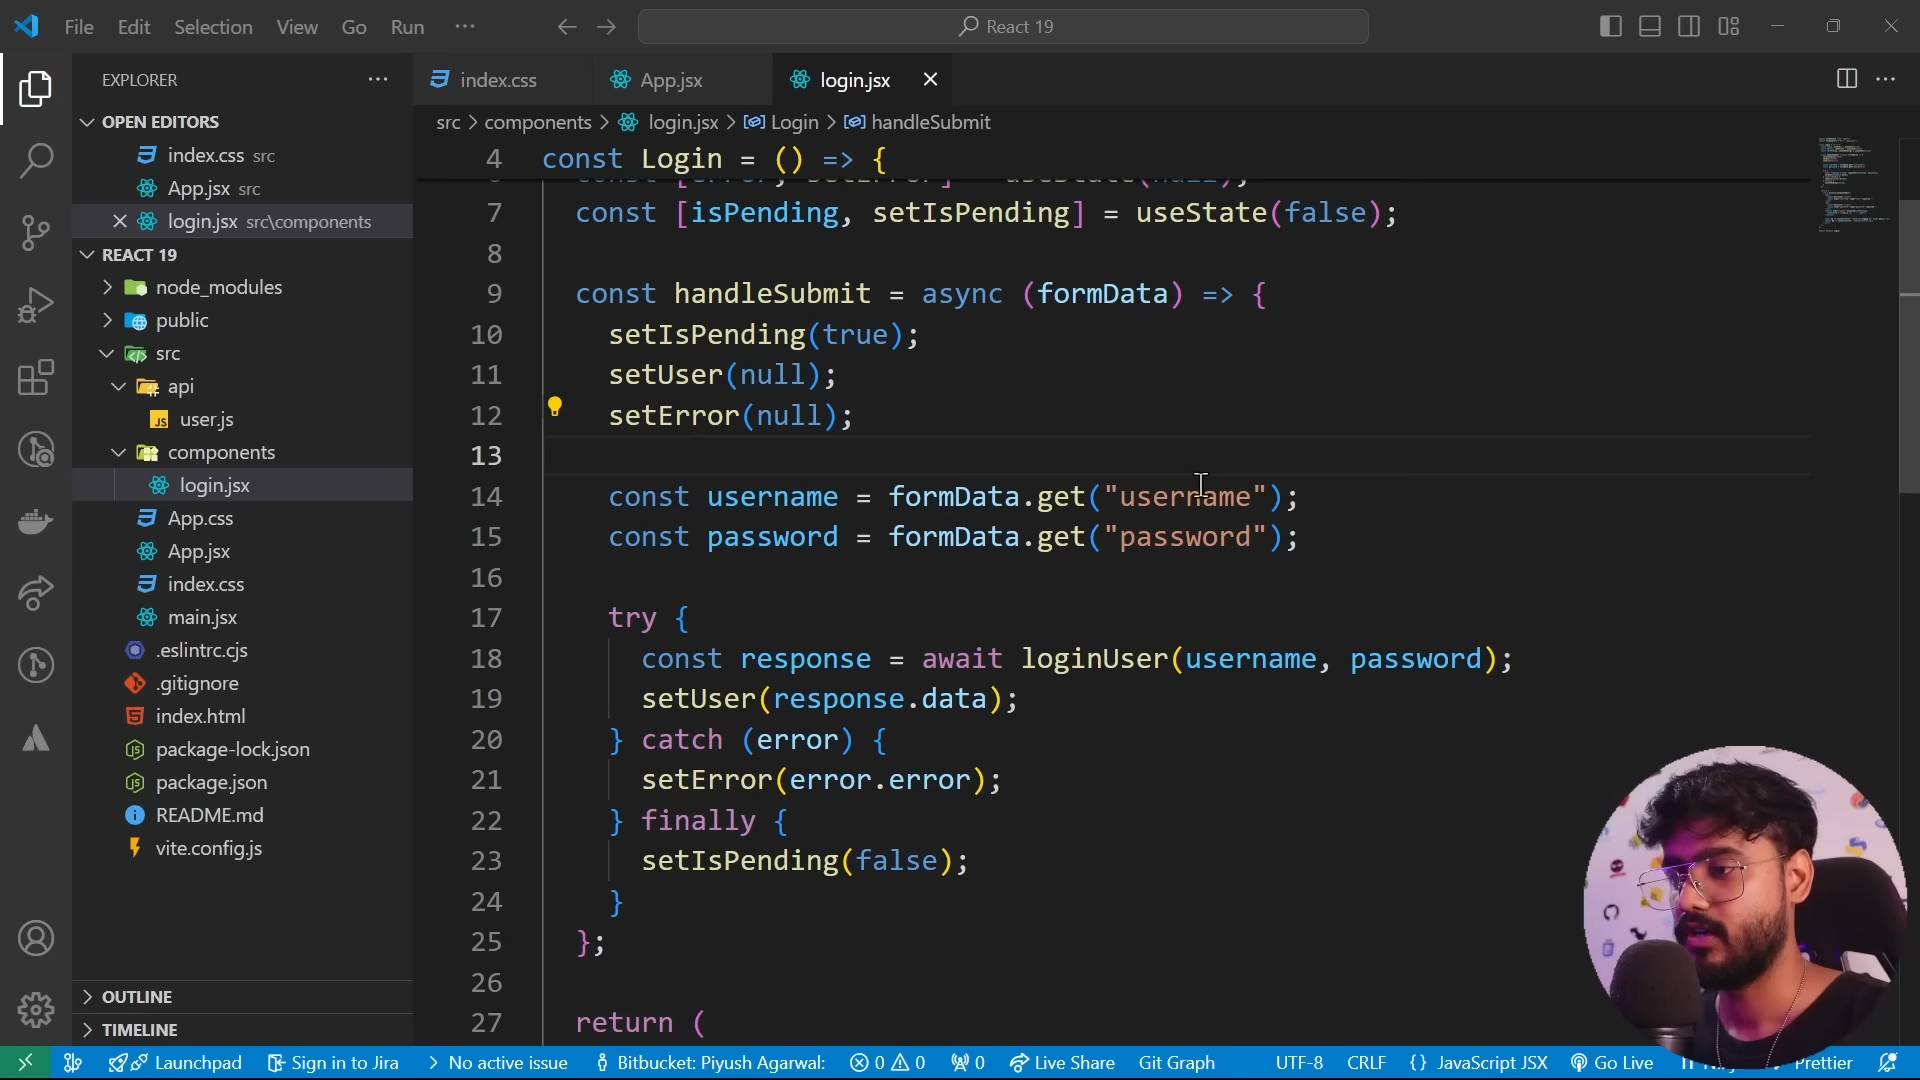 File Edit Selection View Go Run ··· React 19
EXPLORER ···
index.css App.jsx login.jsx
OPEN EDITORS
index.css src
App.jsx src
login.jsx src\components
REACT 19
node_modules
public
src
api
JS user.js
components
login.jsx
App.css
App.jsx
index.css
main.jsx
.eslintrc.cjs
.gitignore
index.html
package-lock.json
package.json
README.md
vite.config.js
OUTLINE
TIMELINE
src > components > login.jsx > Login > handleSubmit
4 const Login = () => {
const [error, setError] = useState(null);
7 const [isPending, setIsPending] = useState(false);
8
9 const handleSubmit = async (formData) => {
10 setIsPending(true);
11 setUser(null);
12 setError(null);
13
14 const username = formData.get("username");
15 const password = formData.get("password");
16
17 try {
18 const response = await loginUser(username, password);
19 setUser(response.data);
20 } catch (error) {
21 setError(error.error);
22 } finally {
23 setIsPending(false);
24 }
25 };
26
27 return (
Launchpad Sign in to Jira No active issue Bitbucket: Piyush Agarwal: 0 0 0 Live Share Git Graph UTF-8 CRLF {} JavaScript JSX Go Live Prettier